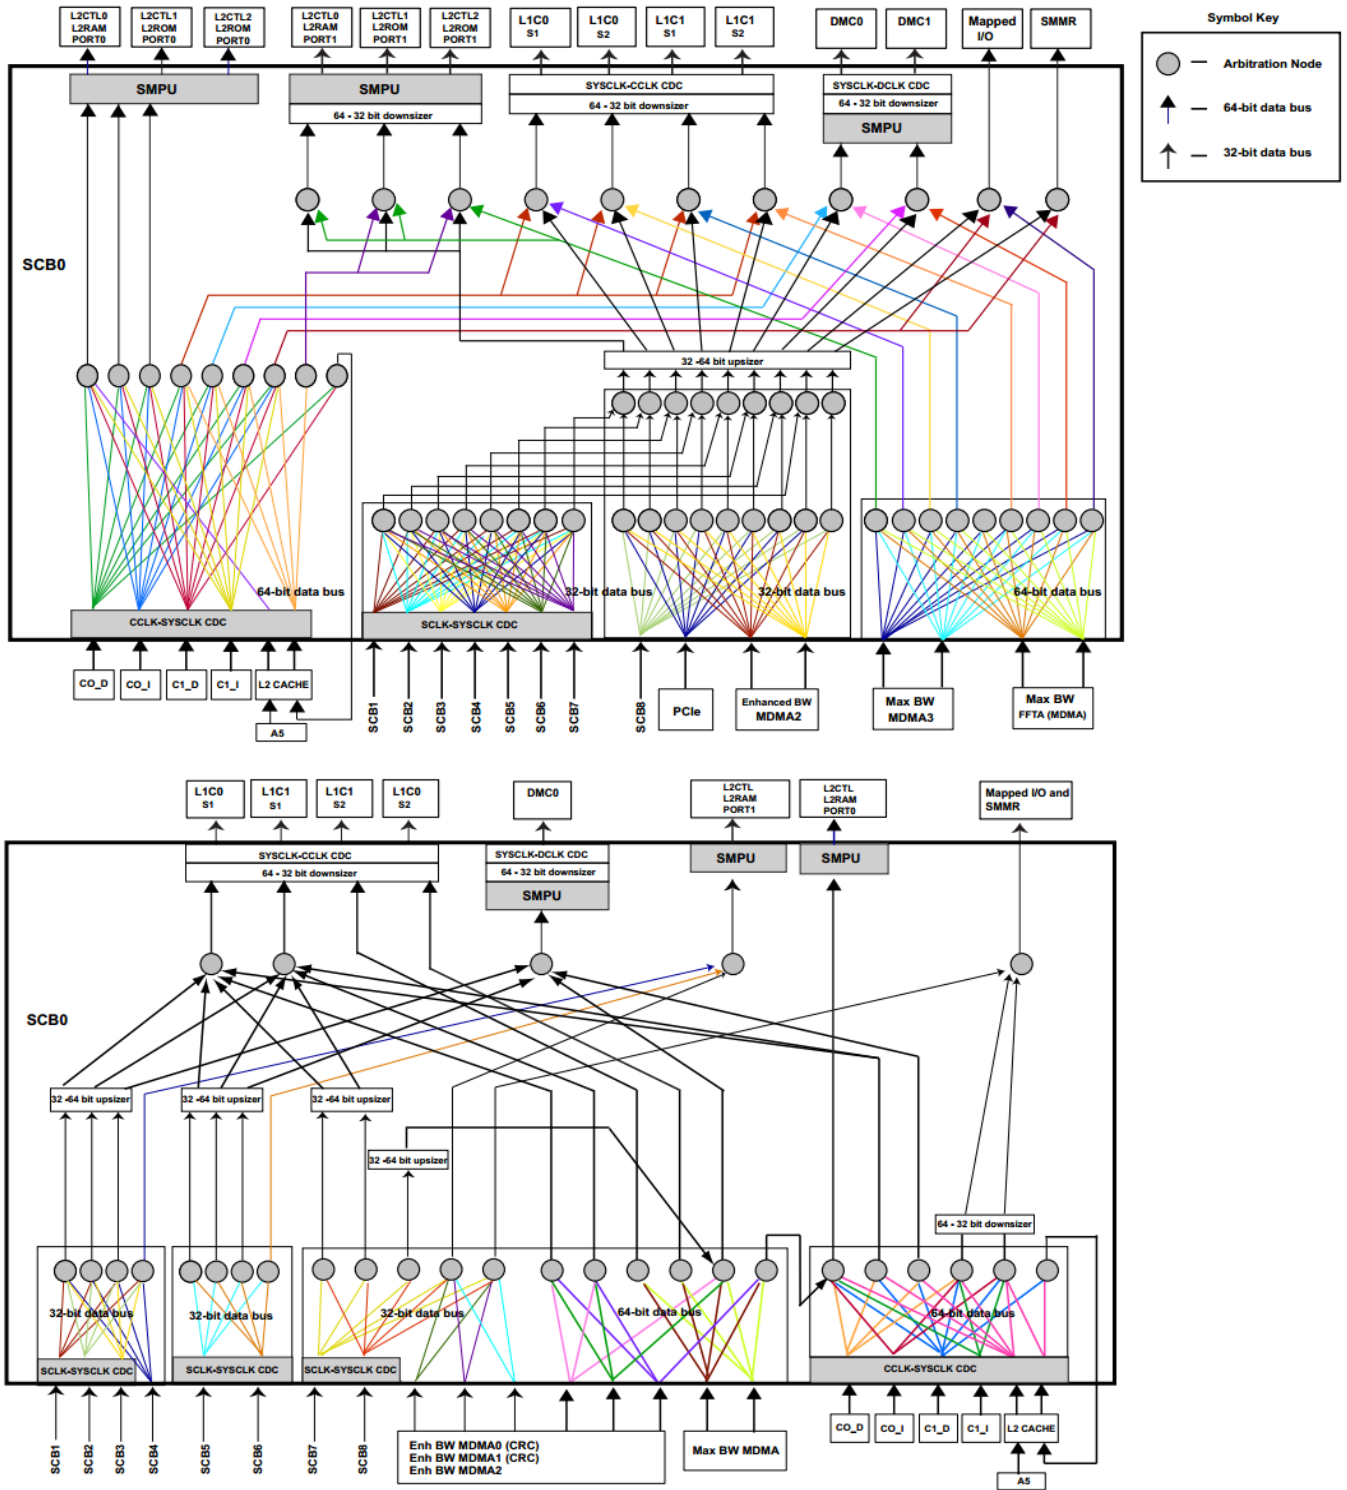 L2CTL0
L2RAM
PORT0
L2CTL1
L2ROM
PORT0
L2CTL2
L2ROM
PORT0
L2CTL0
L2RAM
PORT1
L2CTL1
L2ROM
PORT1
L2CTL2
L2ROM
PORT1
L1C0
S1
L1C0
S2
L1C1
S1
L1C1
S2
DMC0
DMC1
Mapped
I/O
SMMR
Symbol Key
Arbitration Node
64-bit data bus
32-bit data bus
SMPU
SMPU
64 - 32 bit downsizer
SYSCLK-CCLK CDC
64 - 32 bit downsizer
SYSCLK-DCLK CDC
64 - 32 bit downsizer
SMPU
SCB0
32 -64 bit upsizer
64-bit data bus
32-bit data bus
32-bit data bus
64-bit data bus
CCLK-SYSCLK CDC
SCLK-SYSCLK CDC
CO_D
CO_I
C1_D
C1_I
L2 CACHE
A5
SCB1
SCB2
SCB3
SCB4
SCB5
SCB6
SCB7
SCB8
PCIe
Enhanced BW
MDMA2
Max BW
MDMA3
Max BW
FFTA (MDMA)
L1C0
S1
L1C1
S1
L1C1
S2
L1C0
S2
DMC0
L2CTL
L2RAM
PORT1
L2CTL
L2RAM
PORT0
Mapped I/O and
SMMR
SYSCLK-CCLK CDC
64 - 32 bit downsizer
SYSCLK-DCLK CDC
64 - 32 bit downsizer
SMPU
SMPU
SMPU
SCB0
32 -64 bit upsizer
32 -64 bit upsizer
32 -64 bit upsizer
32 -64 bit upsizer
64 - 32 bit downsizer
32-bit data bus
32-bit data bus
32-bit data bus
64-bit data bus
64-bit data bus
SCLK-SYSCLK CDC
SCLK-SYSCLK CDC
SCLK-SYSCLK CDC
CCLK-SYSCLK CDC
SCB1
SCB2
SCB3
SCB4
SCB5
SCB6
SCB7
SCB8
Enh BW MDMA0 (CRC)
Enh BW MDMA1 (CRC)
Enh BW MDMA2
Max BW MDMA
CO_D
CO_I
C1_D
C1_I
L2 CACHE
A5